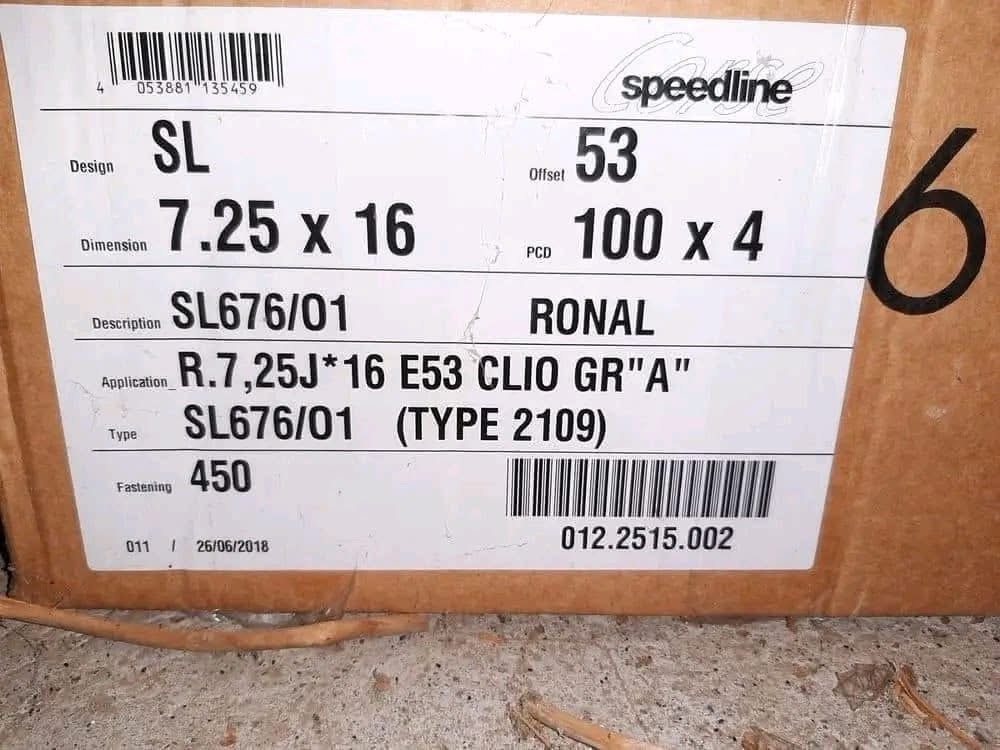 4 053881 135459
Corse
speedline
Design SL Offset 53
Dimension 7.25 x 16 PCD 100 x 4
6
Description SL676/01 RONAL
Application R.7,25J*16 E53 CLIO GR"A"
Type SL676/01 (TYPE 2109)
Fastening 450
012.2515.002
011 / 26/06/2018